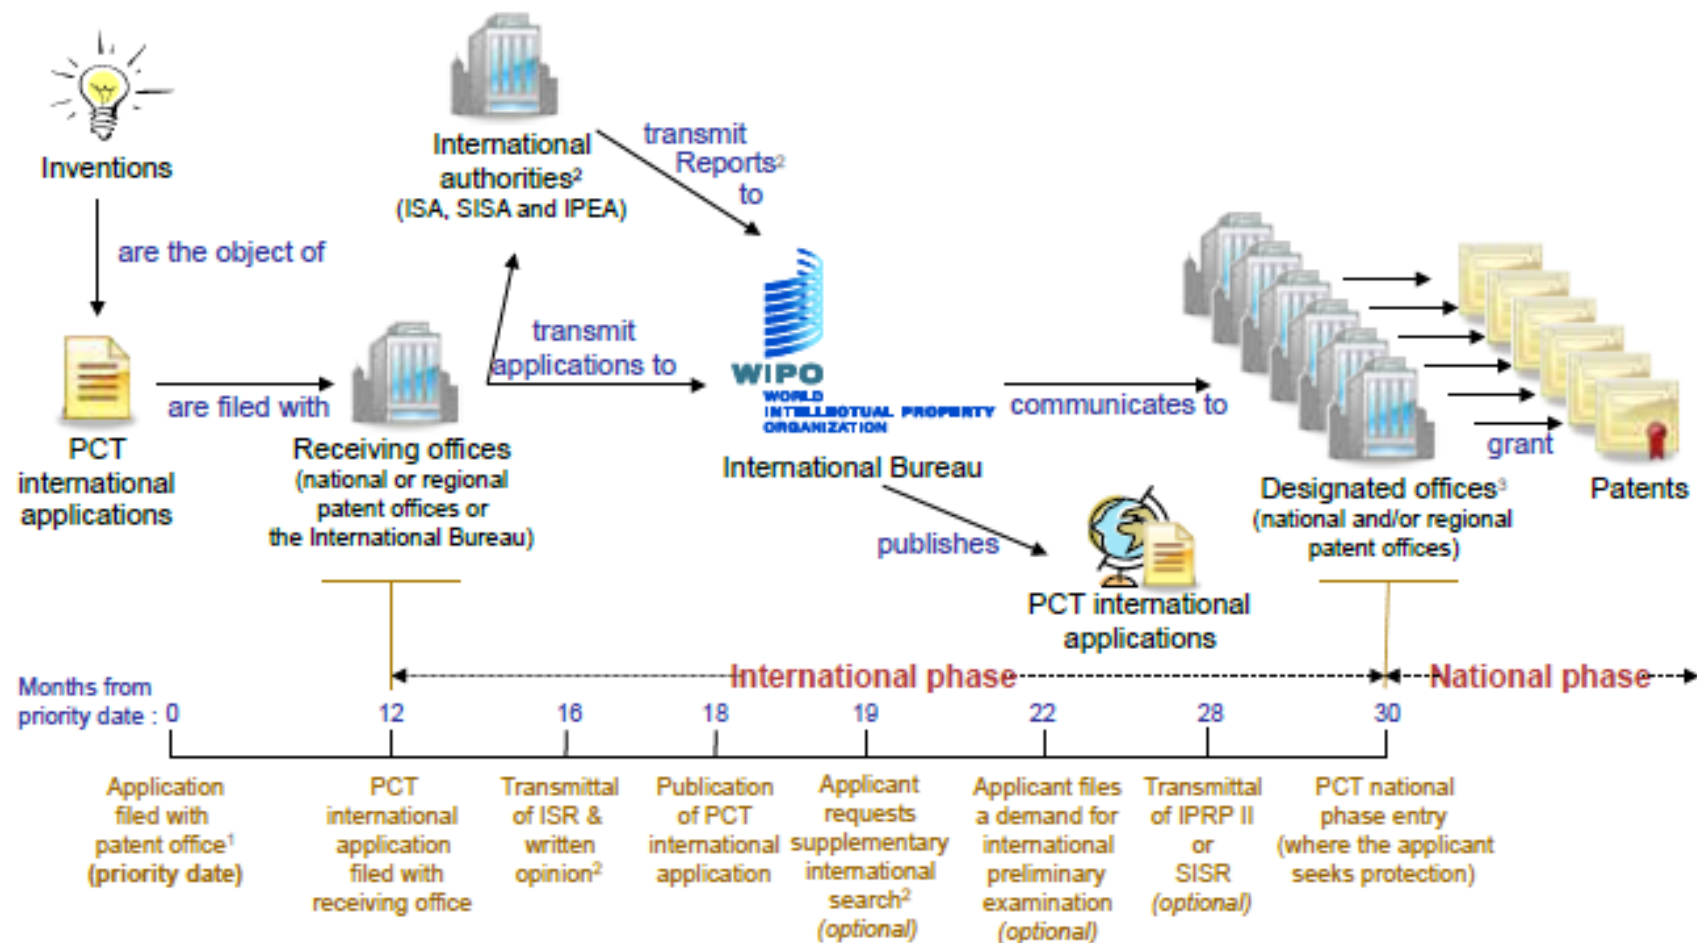 Inventions
are the object of
PCT
international
applications
are filed with
Receiving offices
(national or regional
patent offices or
the International Bureau)
International
authorities²
(ISA, SISA and IPEA)
transmit
Reports²
to
transmit
applications to
WIPO
WORLD
INTELLECTUAL PROPERTY
ORGANIZATION
International Bureau
publishes
PCT international
applications
communicates to
Designated offices³
(national and/or regional
patent offices)
grant
Patents
International phase
National phase
Months from
priority date : 0 12 16 18 19 22 28 30
Application
filed with
patent office¹
(priority date)
PCT
international
application
filed with
receiving office
Transmittal
of ISR &
written
opinion²
Publication
of PCT
international
application
Applicant
requests
supplementary
international
search²
(optional)
Applicant files
a demand for
international
preliminary
examination
(optional)
Transmittal
of IPRP II
or
SISR
(optional)
PCT national
phase entry
(where the applicant
seeks protection)